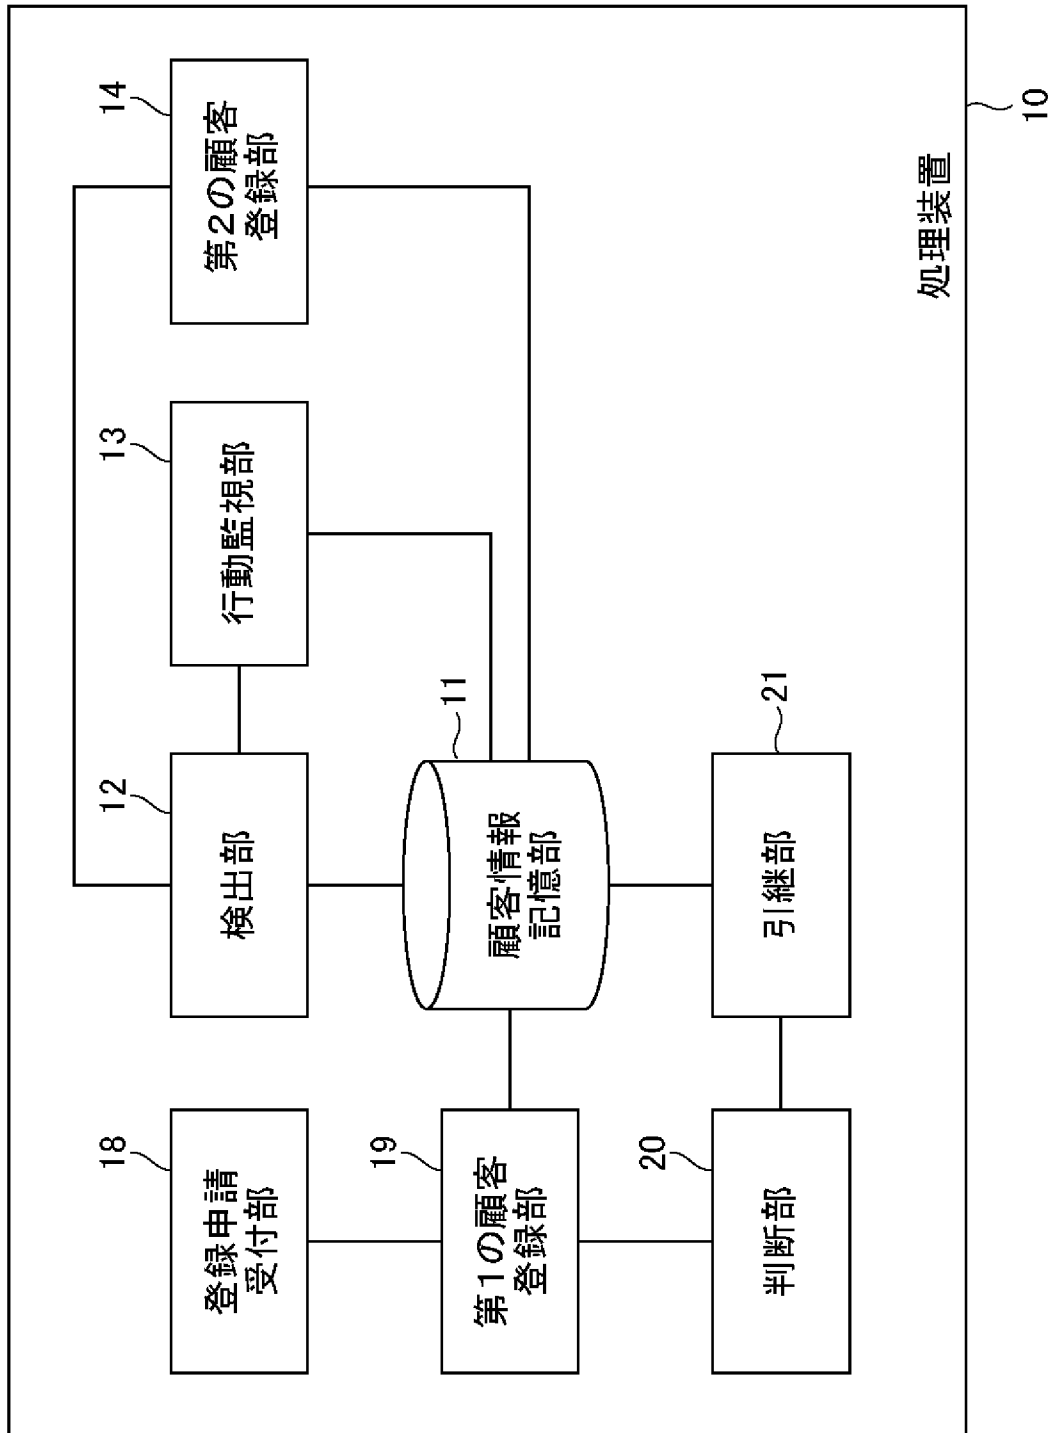 18
登録申請
受付部
12
検出部
13
行動監視部
14
第2の顧客
登録部
19
第1の顧客
登録部
11
顧客情報
記憶部
20
判断部
21
引継部
処理装置
10